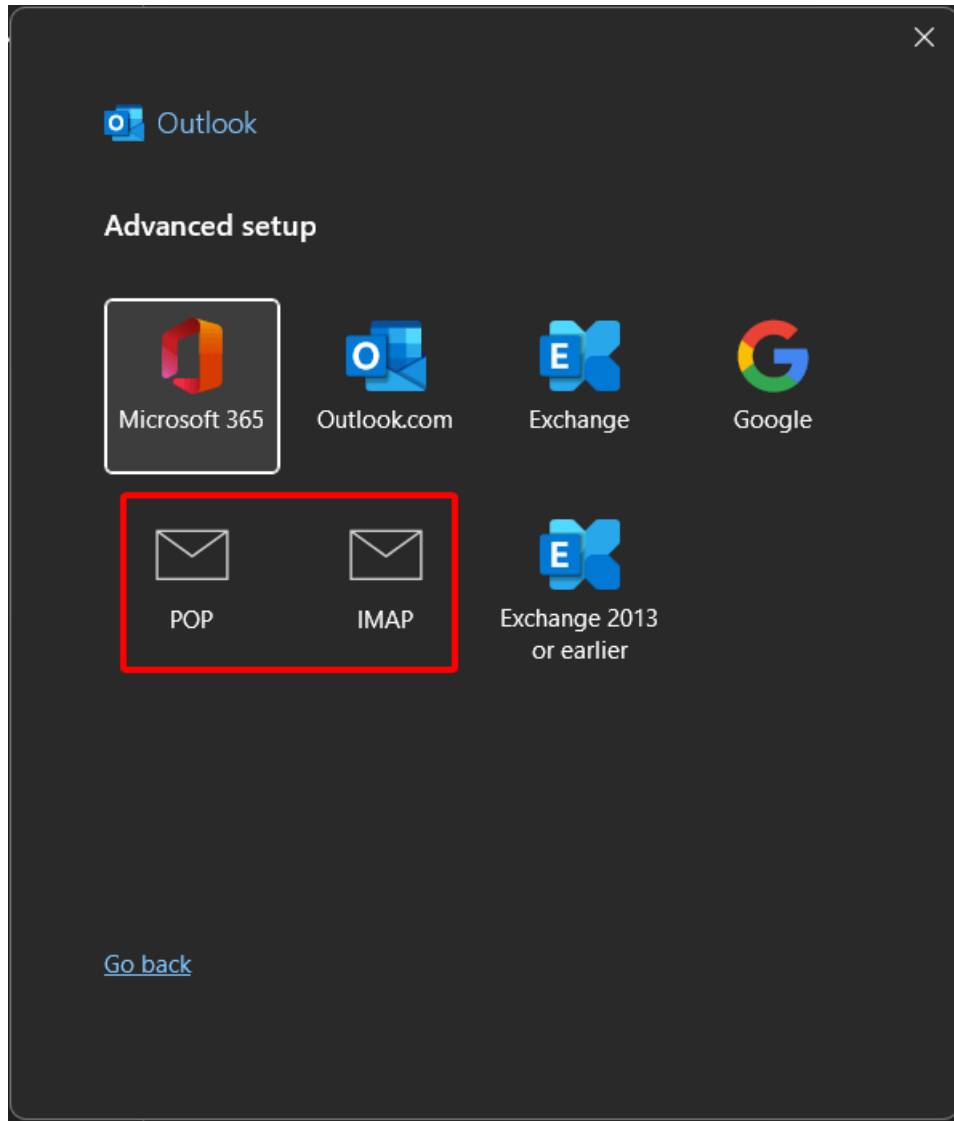 Outlook
Advanced setup
Microsoft 365
Outlook.com
Exchange
Google
POP
IMAP
Exchange 2013
or earlier
Go back